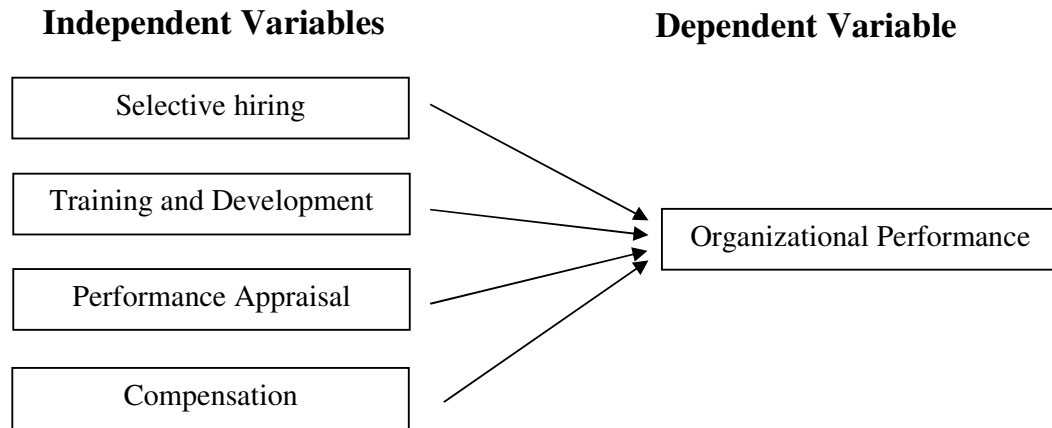 Independent Variables
Dependent Variable
Selective hiring
Training and Development
Performance Appraisal
Compensation
Organizational Performance